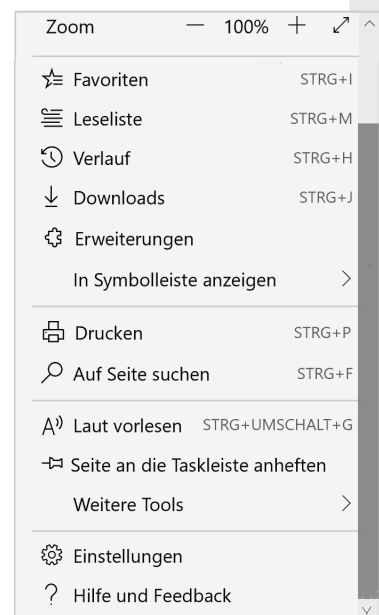 Zoom — 100% +
Favoriten STRG+I
Leseliste STRG+M
Verlauf STRG+H
Downloads STRG+J
Erweiterungen
In Symbolleiste anzeigen
Drucken STRG+P
Auf Seite suchen STRG+F
Laut vorlesen STRG+UMSCHALT+G
Seite an die Taskleiste anheften
Weitere Tools
Einstellungen
? Hilfe und Feedback